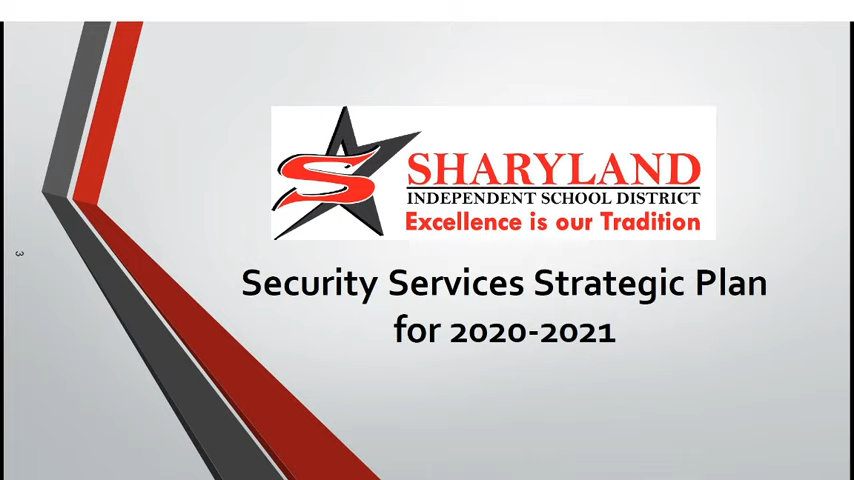 SHARYLAND
INDEPENDENT SCHOOL DISTRICT
Excellence is our Tradition
Security Services Strategic Plan
for 2020-2021
3